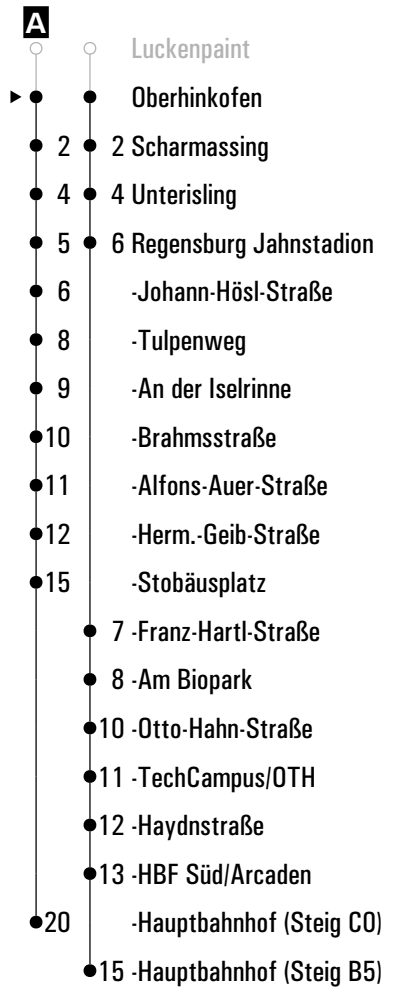 A
Luckenpaint
Oberhinkofen
2 2 Scharmassing
4 4 Unterisling
5 6 Regensburg Jahnstadion
6 -Johann-Hösl-Straße
8 -Tulpenweg
9 -An der Iselrinne
10 -Brahmsstraße
11 -Alfons-Auer-Straße
12 -Herm.-Geib-Straße
15 -Stobäusplatz
7 -Franz-Hartl-Straße
8 -Am Biopark
10 -Otto-Hahn-Straße
11 -TechCampus/OTH
12 -Haydnstraße
13 -HBF Süd/Arcaden
20 -Hauptbahnhof (Steig C0)
15 -Hauptbahnhof (Steig B5)